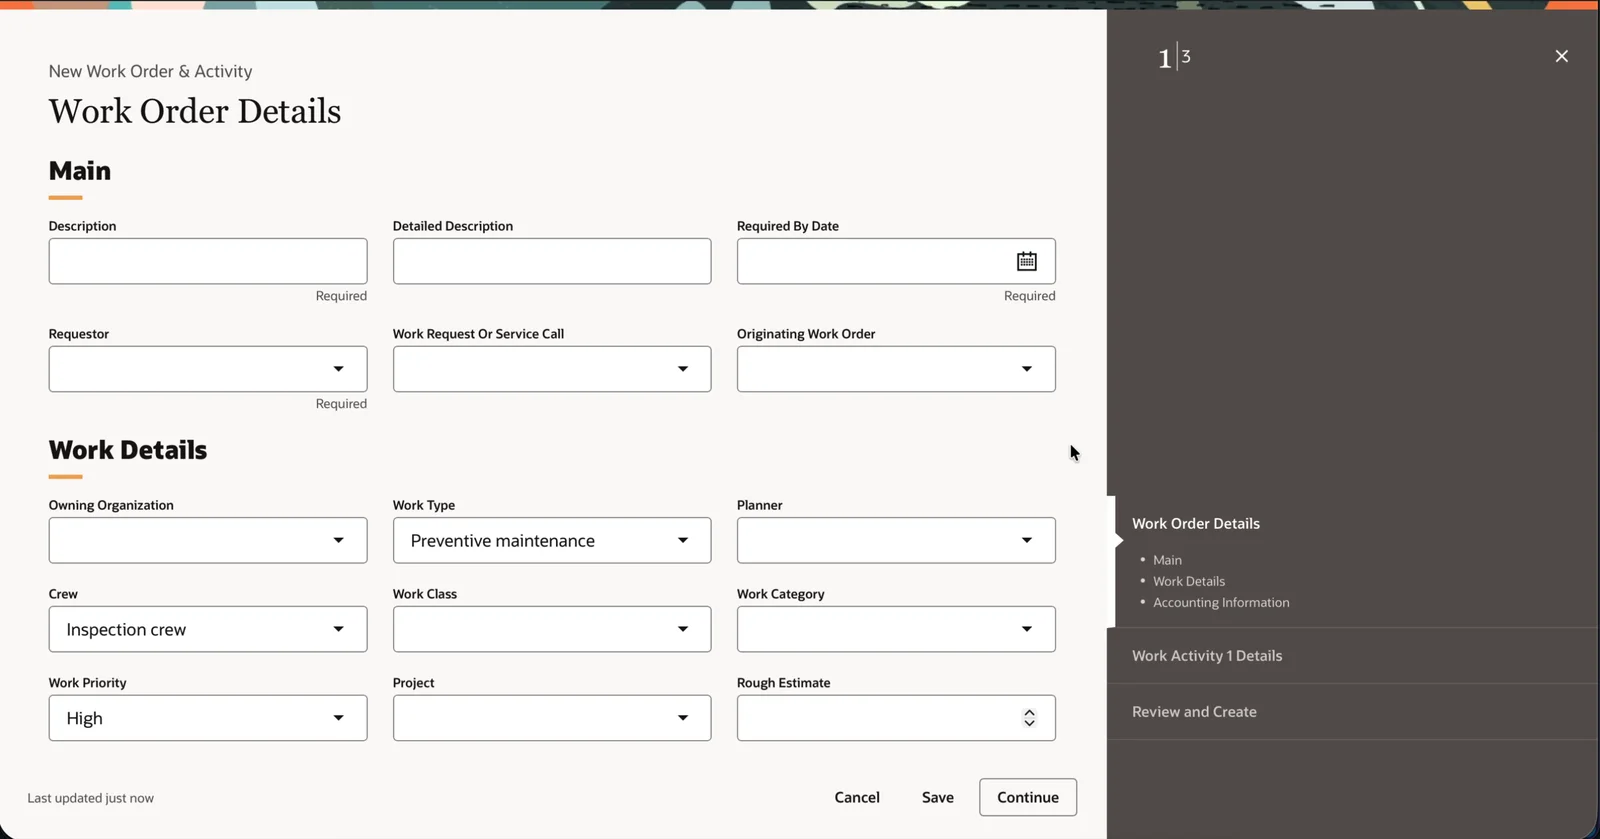 New Work Order & Activity
Work Order Details
Main
Description
Detailed Description
Required By Date
Required
Required
Requestor
Work Request Or Service Call
Originating Work Order
Required
Work Details
Owning Organization
Work Type
Planner
Preventive maintenance
Crew
Work Class
Work Category
Inspection crew
Work Priority
Project
Rough Estimate
High
Last updated just now
Cancel
Save
Continue
1 3
Work Order Details
• Main
• Work Details
• Accounting Information
Work Activity 1 Details
Review and Create